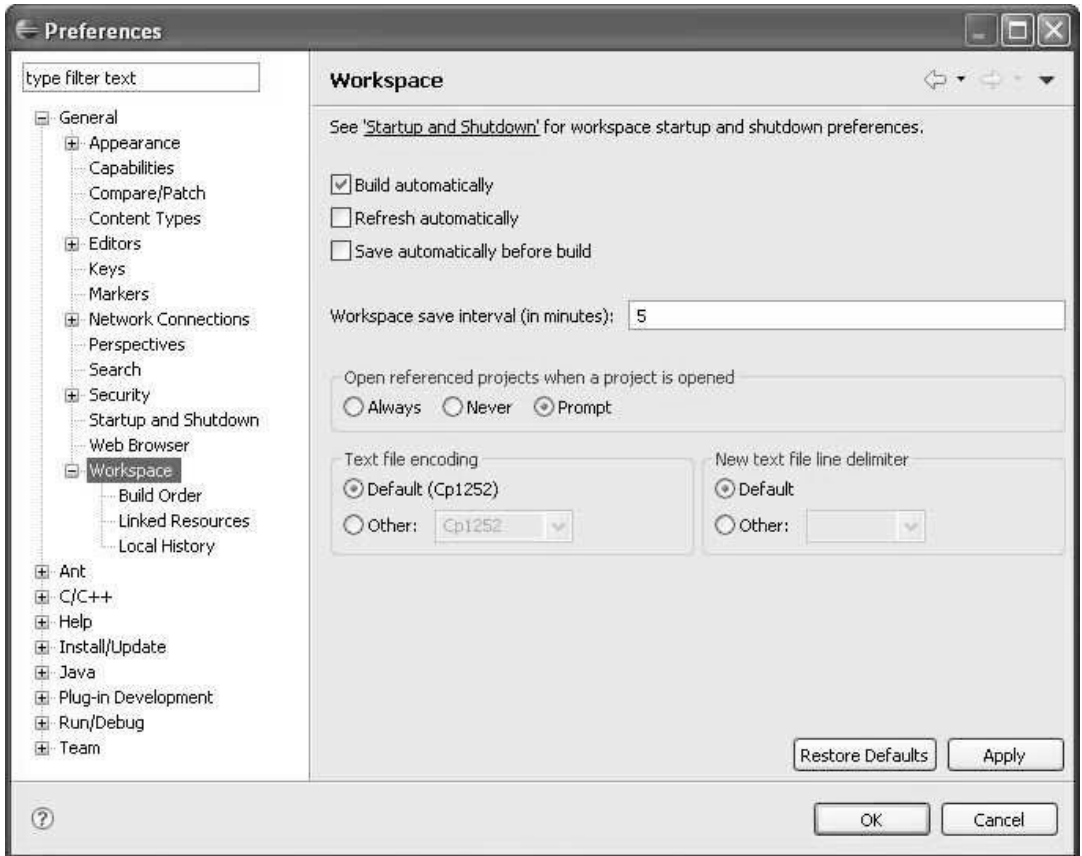 Preferences
type filter text
General
Appearance
Capabilities
Compare/Patch
Content Types
Editors
Keys
Markers
Network Connections
Perspectives
Search
Security
Startup and Shutdown
Web Browser
Workspace
Build Order
Linked Resources
Local History
Ant
C/C++
Help
Install/Update
Java
Plug-in Development
Run/Debug
Team
Workspace
See 'Startup and Shutdown' for workspace startup and shutdown preferences.
Build automatically
Refresh automatically
Save automatically before build
Workspace save interval (in minutes): 5
Open referenced projects when a project is opened
Always Never Prompt
Text file encoding
Default (Cp1252)
Other: Cp1252
New text file line delimiter
Default
Other:
Restore Defaults Apply
OK Cancel